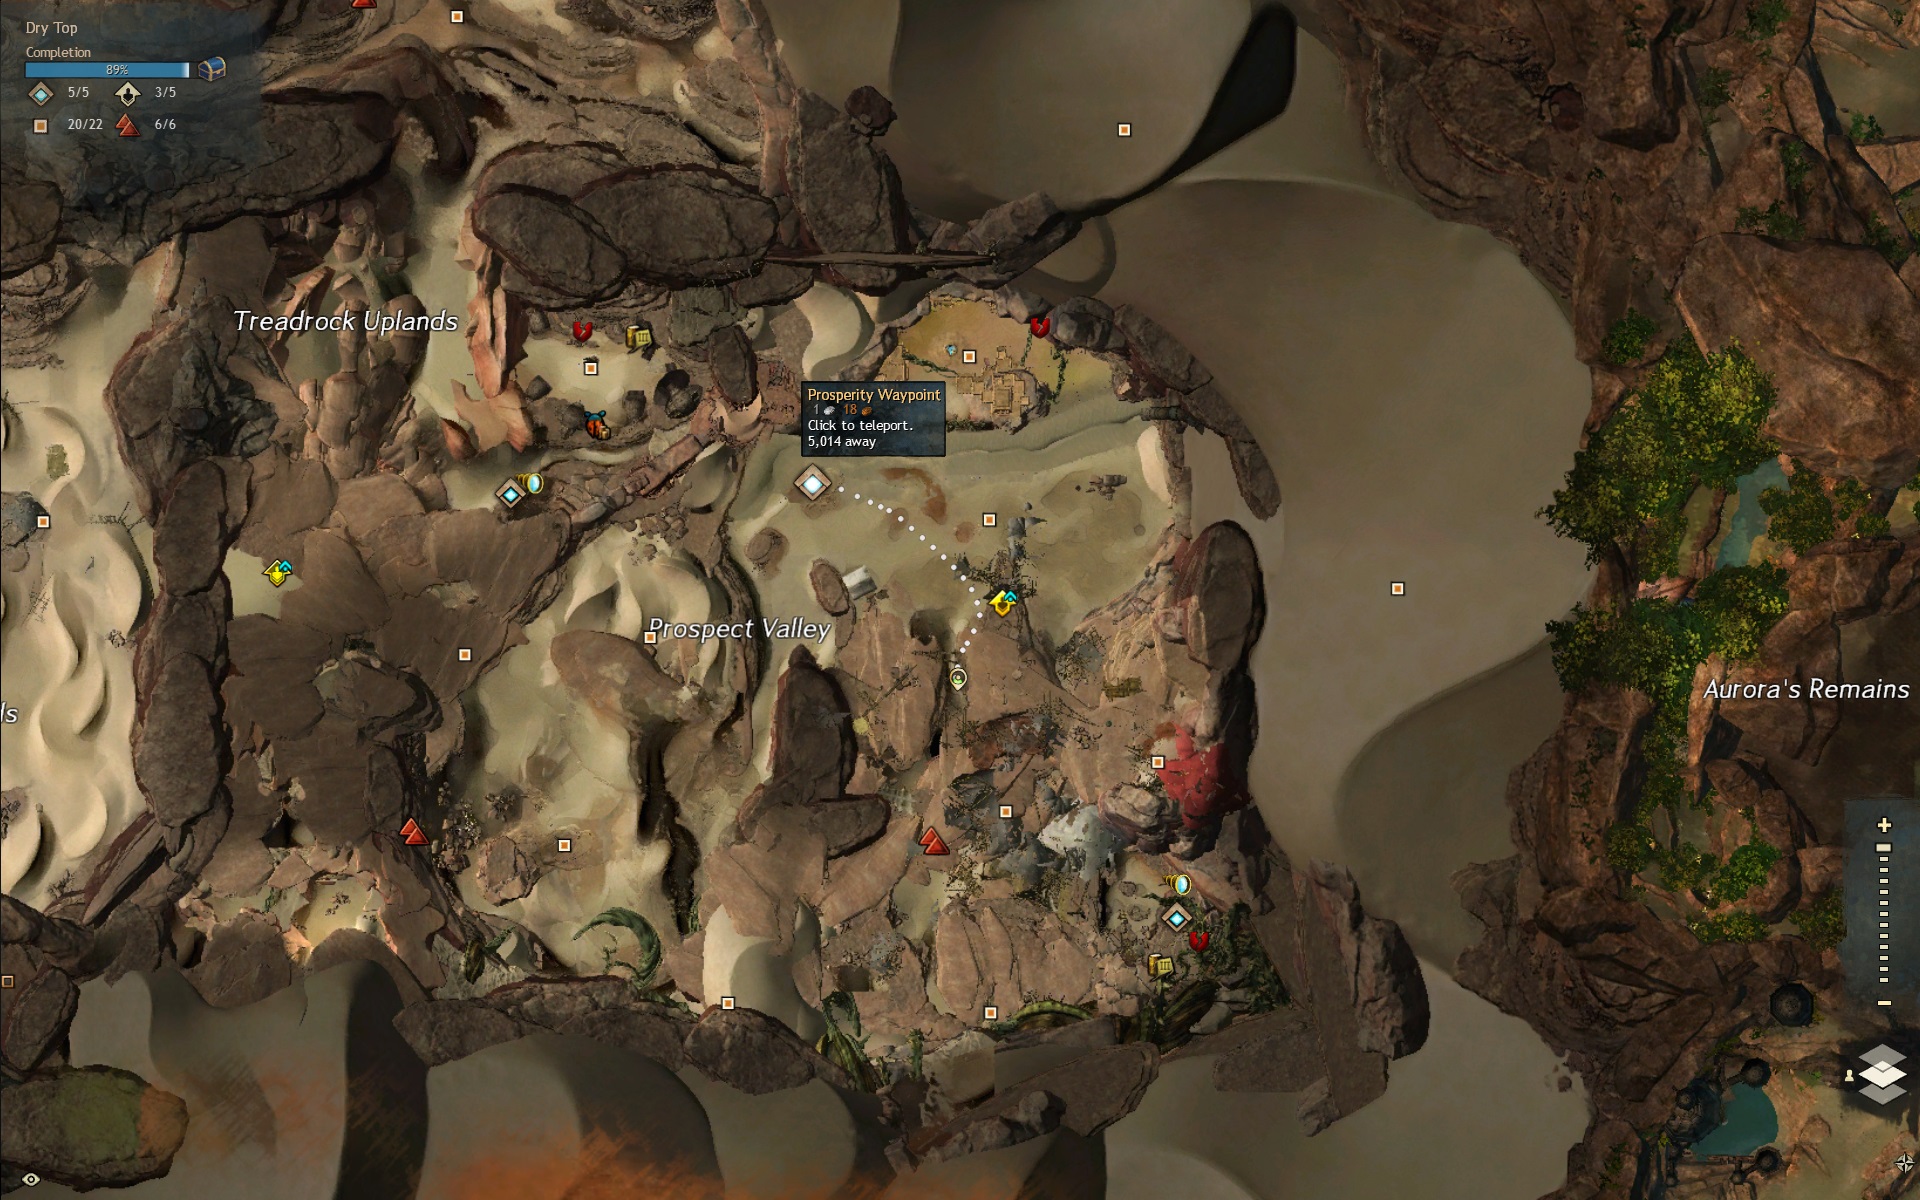 Dry Top
Completion
89%
5/5 3/5
20/22 6/6
Treadrock Uplands
Prosperity Waypoint
1 18
Click to teleport.
5,014 away
Prospect Valley
Aurora's Remains
ls